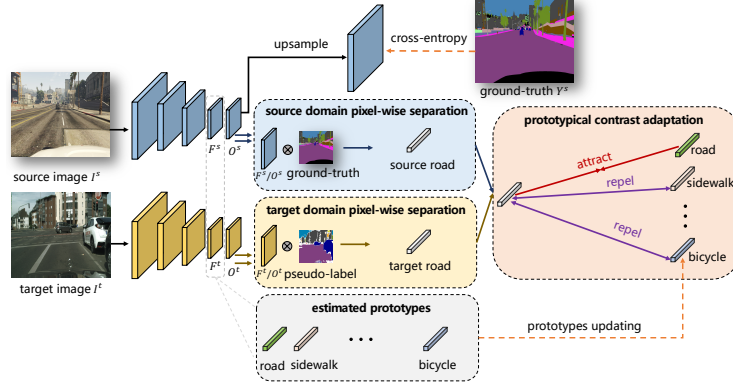 upsample
cross-entropy
ground-truth Y^s
source image I^s
F^s
O^s
source domain pixel-wise separation
F^s/O^s
ground-truth
source road
prototypical contrast adaptation
attract
road
repel
sidewalk
repel
bicycle
target image I^t
F^t
O^t
target domain pixel-wise separation
F^t/O^t
pseudo-label
target road
estimated prototypes
road
sidewalk
bicycle
prototypes updating